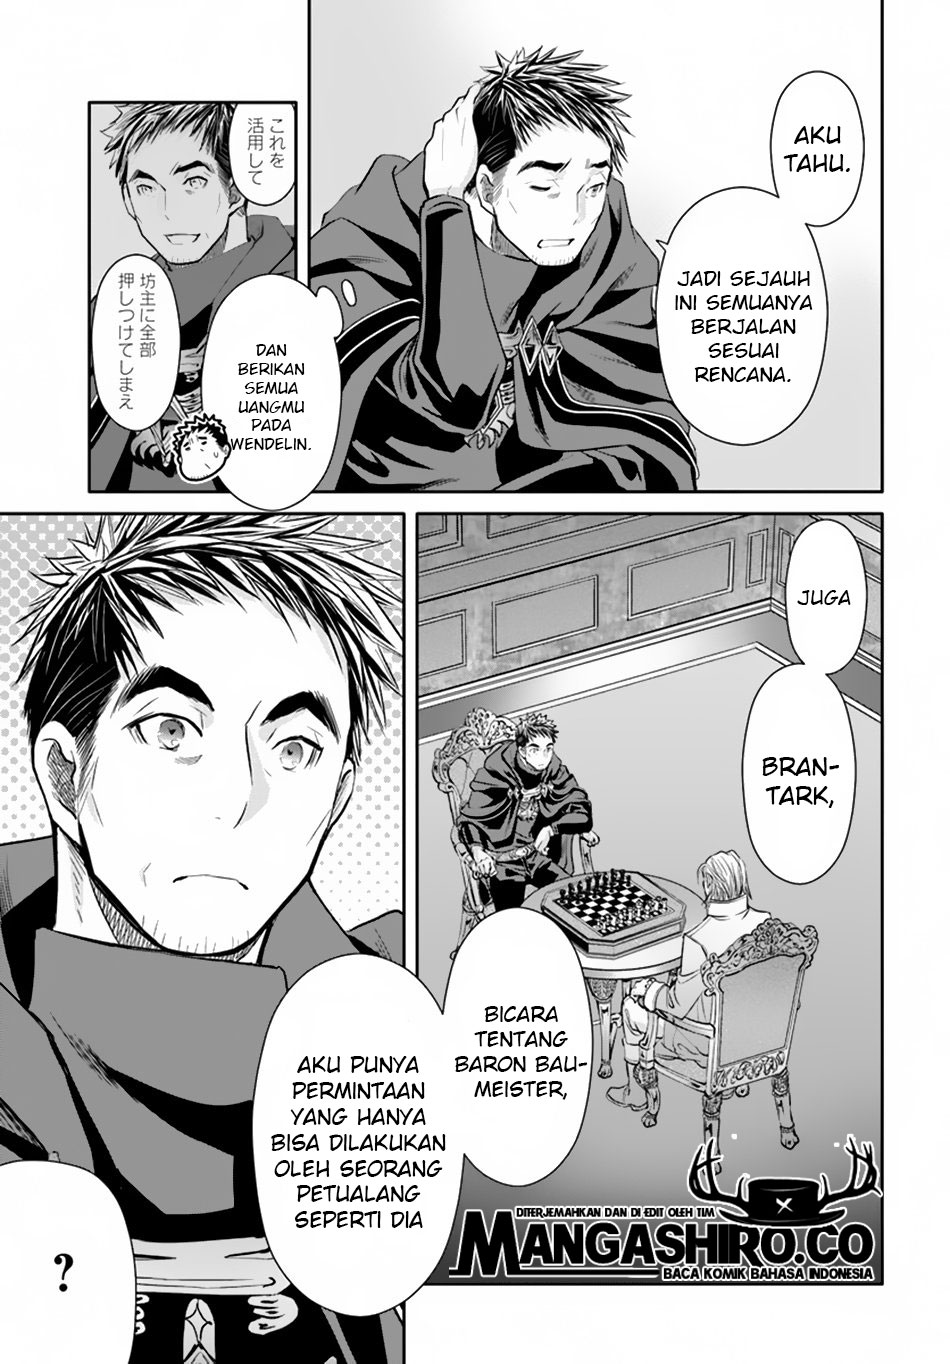 AKU
TAHU.
JADI SEJAUH
INI SEMUANYA
BERJALAN
SESUAI
RENCANA.
これを
活用して
坊主に全部
押しつけてしまえ
DAN
BERIKAN
SEMUA
UANGMU
PADA
WENDELIN.
JUGA
BRAN-
TARK,
BICARA
TENTANG
BARON BAU-
MEISTER,
AKU PUNYA
PERMINTAAN
YANG HANYA
BISA DILAKUKAN
OLEH SEORANG
PETUALANG
SEPERTI DIA
?
DITERJEMAHKAN DAN DI EDIT OLEH TIM
MANGASHIRO.CO
BACA KOMIK BAHASA INDONESIA